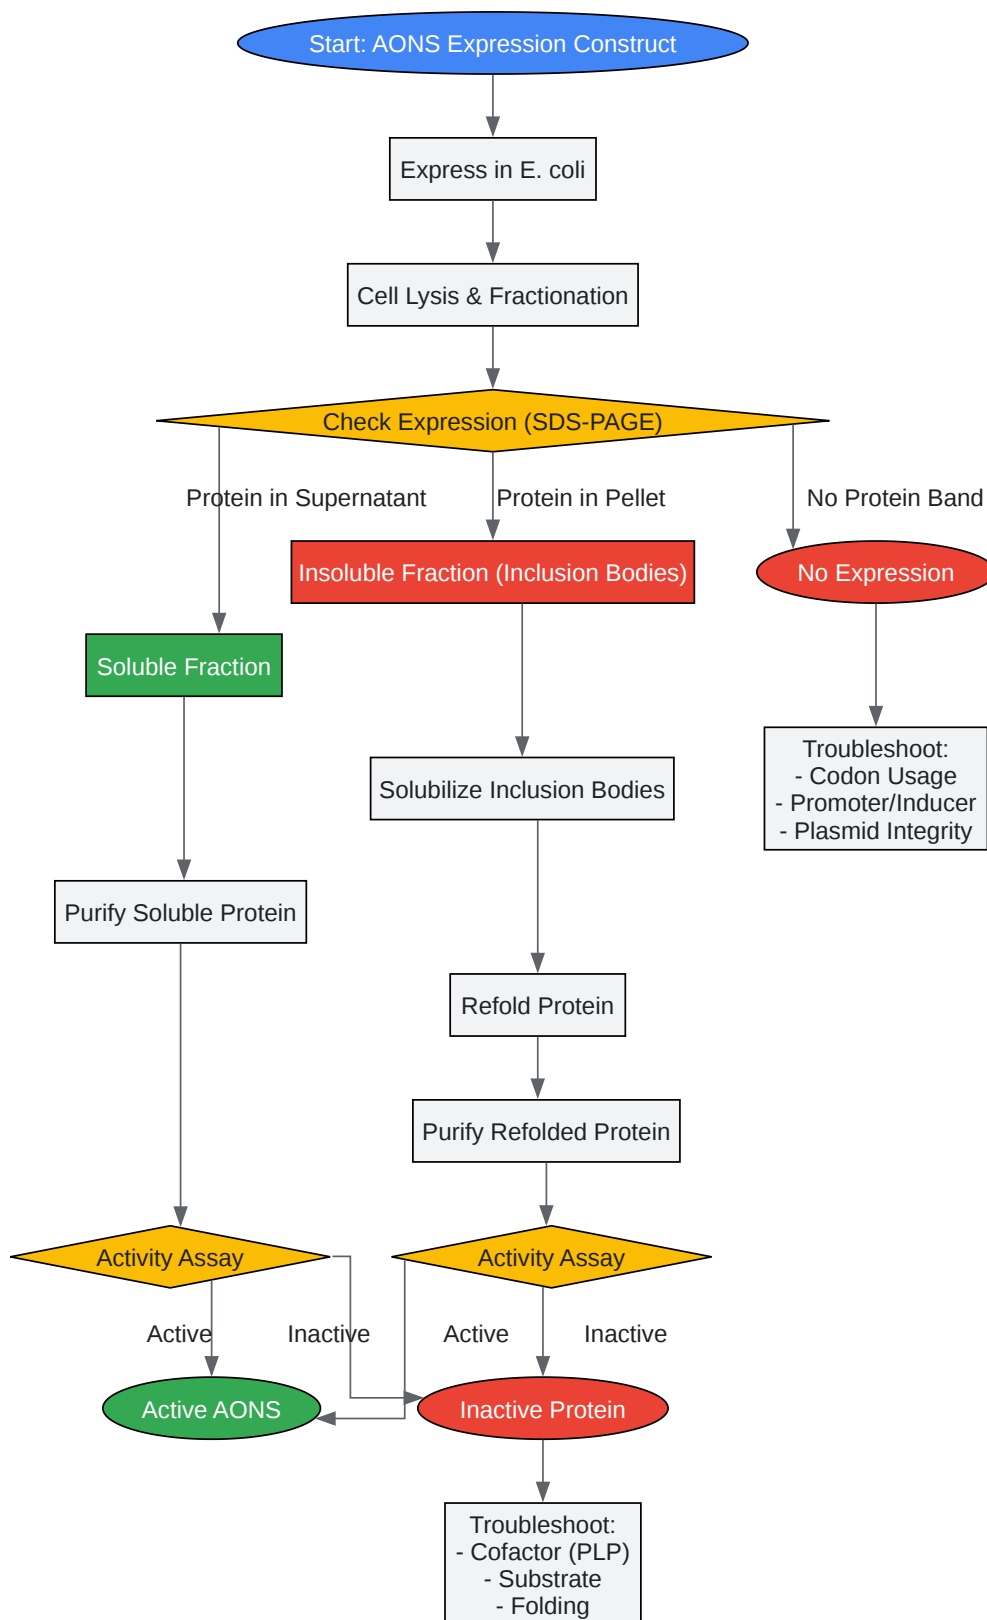 Start: AONS Expression Construct
Express in E. coli
Cell Lysis & Fractionation
Check Expression (SDS-PAGE)
Protein in Supernatant
Protein in Pellet
No Protein Band
Insoluble Fraction (Inclusion Bodies)
No Expression
Soluble Fraction
Troubleshoot:
- Codon Usage
- Promoter/Inducer
- Plasmid Integrity
Solubilize Inclusion Bodies
Purify Soluble Protein
Refold Protein
Purify Refolded Protein
Activity Assay
Activity Assay
Active
Inactive
Active
Inactive
Active AONS
Inactive Protein
Troubleshoot:
- Cofactor (PLP)
- Substrate
- Folding